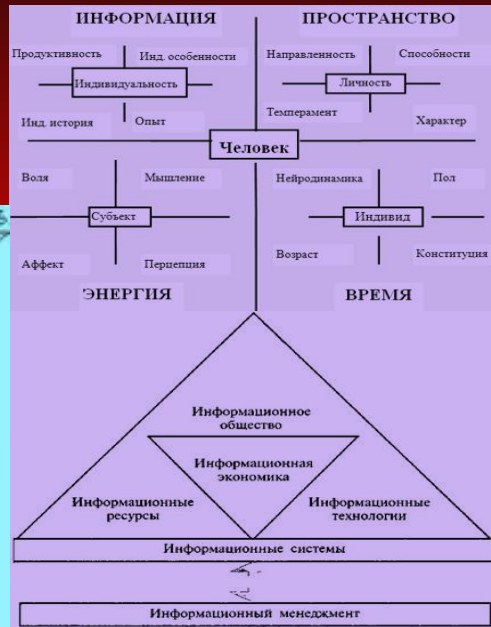 ИНФОРМАЦИЯ ПРОСТРАНСТВО
Продуктивность Инд. особенности Направленность Способности
Индивидуальность Личность
Инд. история Опыт Темперамент Характер
Человек
Воля Мышление Нейродинамика Пол
Субъект Индивид
Аффект Перцепция Возраст Конституция
ЭНЕРГИЯ ВРЕМЯ
Информационное
общество
Информационная
экономика
Информационные
ресурсы
Информационные
технологии
Информационные системы
Информационный менеджмент